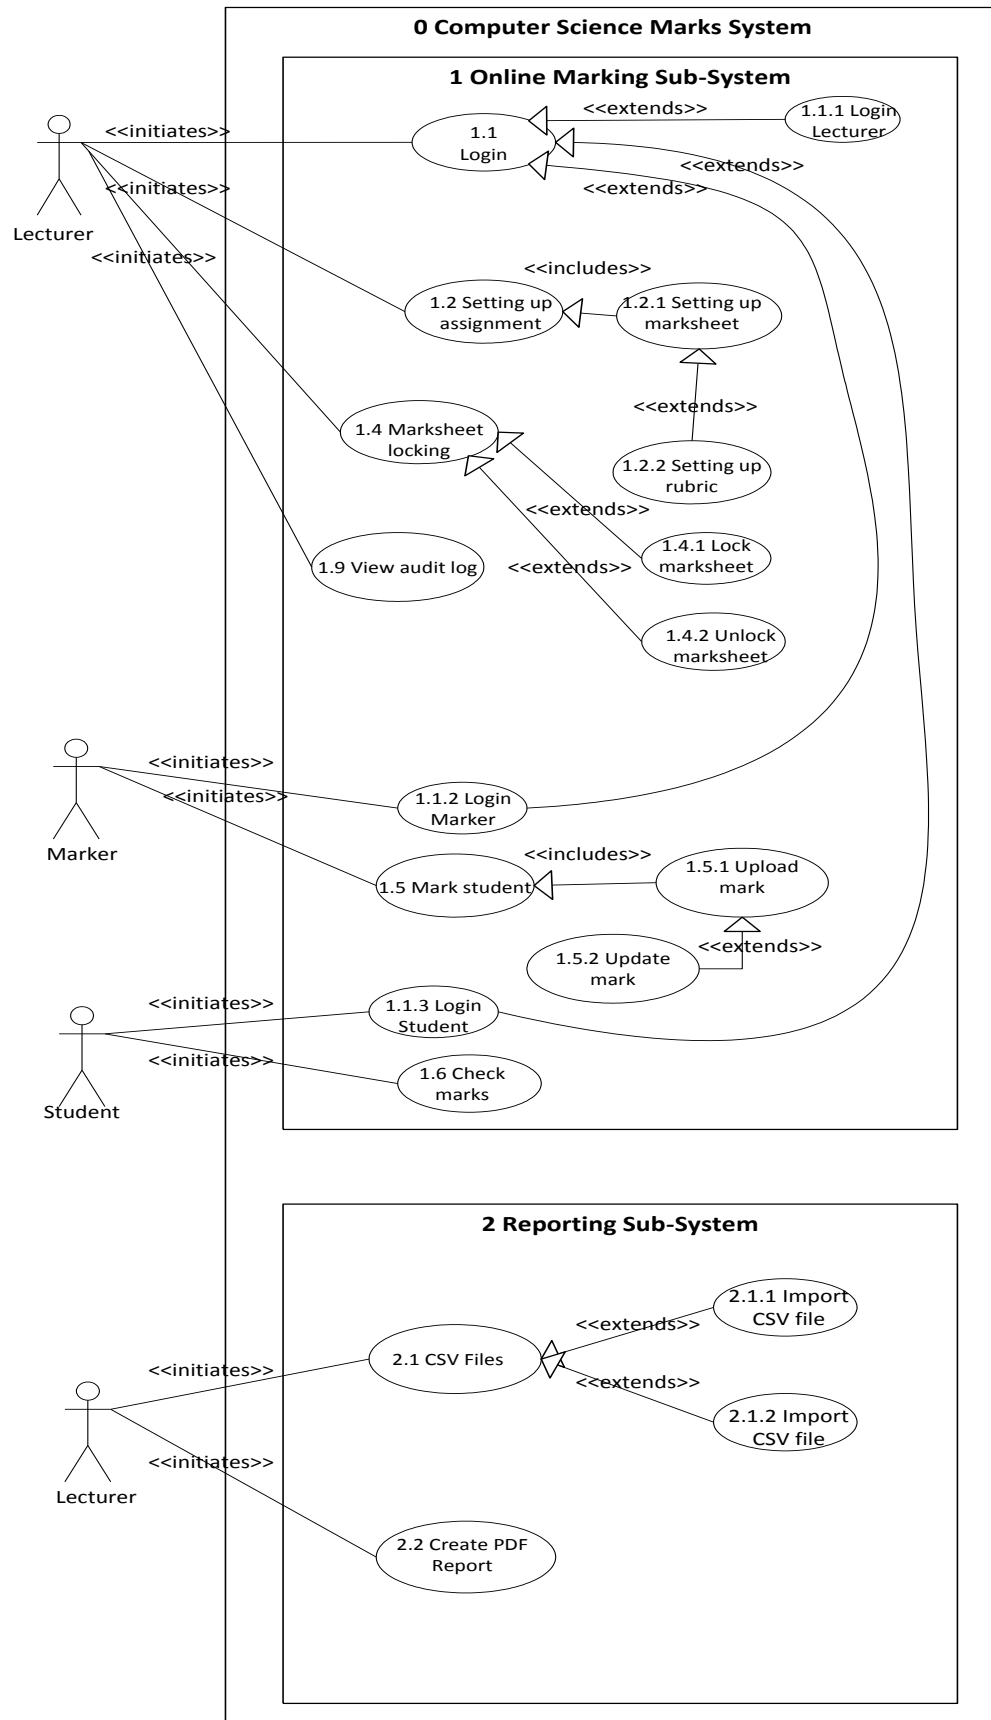 0 Computer Science Marks System
1 Online Marking Sub-System
<<extends>>
1.1.1 Login
Lecturer
<<initiates>>
1.1
Login
<<extends>>
<<extends>>
<<initiates>>
Lecturer
<<initiates>>
<<includes>>
1.2 Setting up
assignment
1.2.1 Setting up
marksheet
<<extends>>
1.4 Marksheet
locking
1.2.2 Setting up
rubric
<<extends>>
1.4.1 Lock
marksheet
<<extends>>
1.9 View audit log
1.4.2 Unlock
marksheet
<<initiates>>
<<initiates>>
1.1.2 Login
Marker
Marker
<<includes>>
1.5.1 Upload
mark
1.5 Mark student
<<extends>>
1.5.2 Update
mark
<<initiates>>
1.1.3 Login
Student
<<initiates>>
1.6 Check
marks
Student
2 Reporting Sub-System
2.1.1 Import
CSV file
<<extends>>
2.1 CSV Files
<<initiates>>
<<extends>>
2.1.2 Import
CSV file
<<initiates>>
Lecturer
2.2 Create PDF
Report